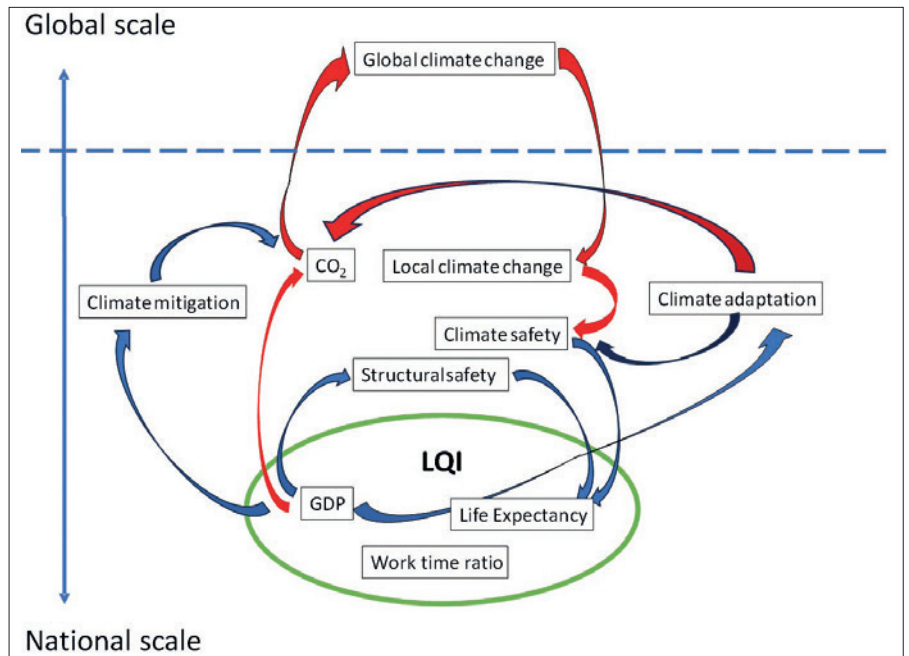 Global scale
Global climate change
CO₂
Local climate change
Climate mitigation
Climate adaptation
Climate safety
Structural safety
LQI
GDP
Life Expectancy
Work time ratio
National scale